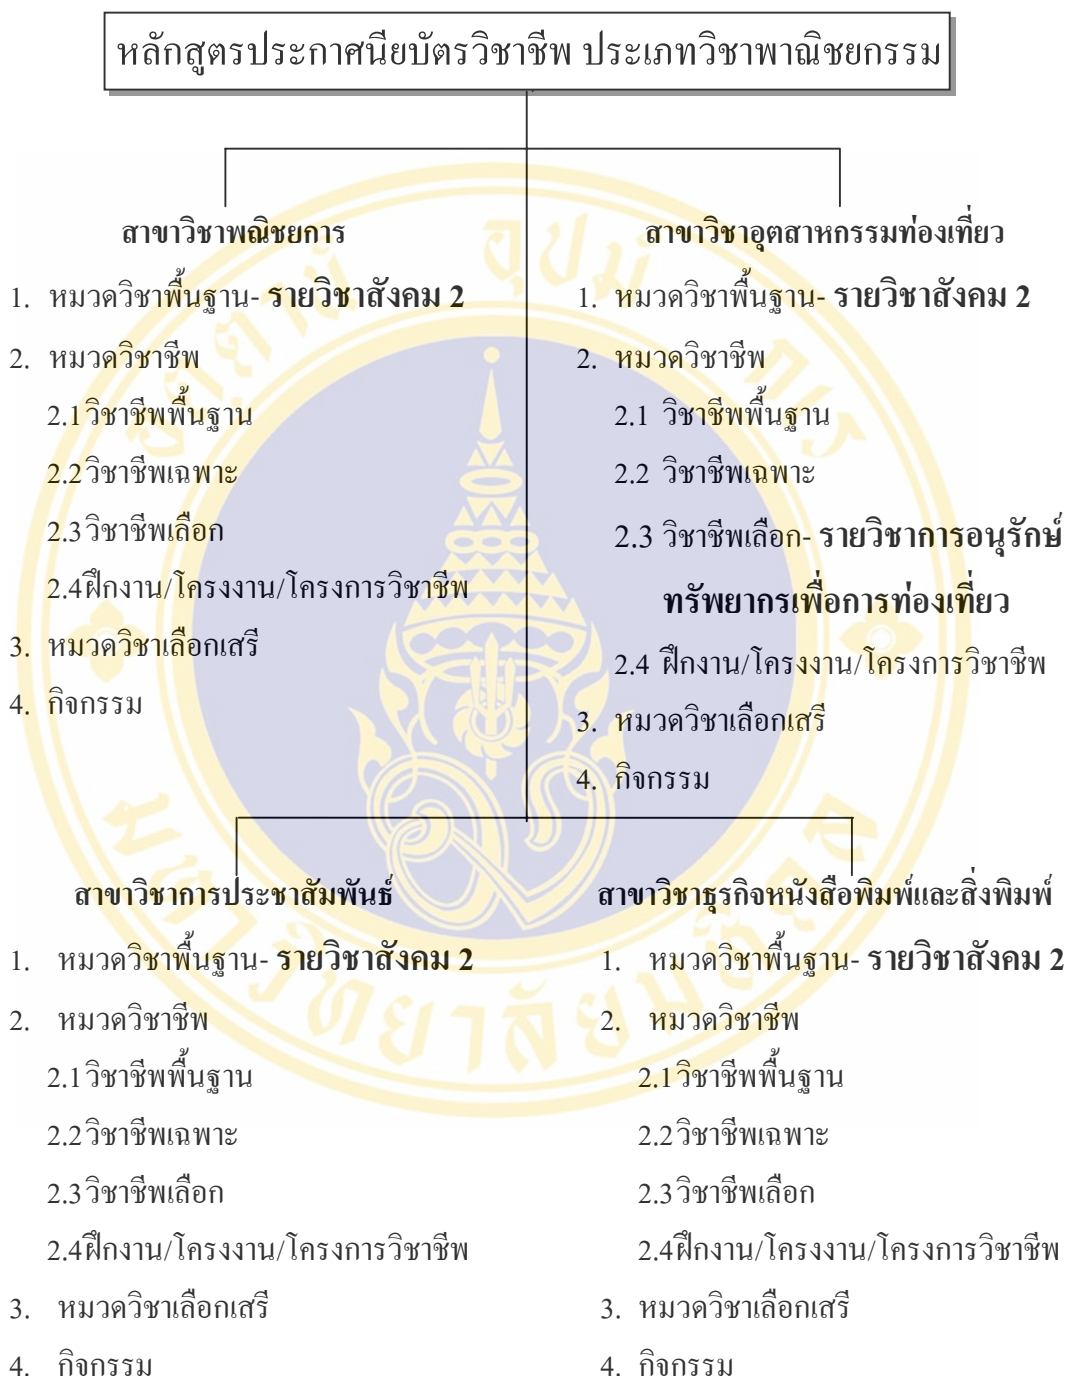 หลักสูตรประกาศนียบัตรวิชาชีพ ประเภทวิชาพาณิชยกรรม
สาขาวิชาพณิชยการ
1. หมวดวิชาพื้นฐาน- รายวิชาสังคม 2
2. หมวดวิชาชีพ
2.1 วิชาชีพพื้นฐาน
2.2 วิชาชีพเฉพาะ
2.3 วิชาชีพเลือก
2.4 ฝึกงาน/โครงงาน/โครงการวิชาชีพ
3. หมวดวิชาเลือกเสรี
4. กิจกรรม
สาขาวิชาอุตสาหกรรมท่องเที่ยว
1. หมวดวิชาพื้นฐาน- รายวิชาสังคม 2
2. หมวดวิชาชีพ
2.1 วิชาชีพพื้นฐาน
2.2 วิชาชีพเฉพาะ
2.3 วิชาชีพเลือก- รายวิชาการอนุรักษ์
ทรัพยากรเพื่อการท่องเที่ยว
2.4 ฝึกงาน/โครงงาน/โครงการวิชาชีพ
3. หมวดวิชาเลือกเสรี
4. กิจกรรม
สาขาวิชาการประชาสัมพันธ์
1. หมวดวิชาพื้นฐาน- รายวิชาสังคม 2
2. หมวดวิชาชีพ
2.1 วิชาชีพพื้นฐาน
2.2 วิชาชีพเฉพาะ
2.3 วิชาชีพเลือก
2.4 ฝึกงาน/โครงงาน/โครงการวิชาชีพ
3. หมวดวิชาเลือกเสรี
4. กิจกรรม
สาขาวิชาธุรกิจหนังสือพิมพ์และสิ่งพิมพ์
1. หมวดวิชาพื้นฐาน- รายวิชาสังคม 2
2. หมวดวิชาชีพ
2.1 วิชาชีพพื้นฐาน
2.2 วิชาชีพเฉพาะ
2.3 วิชาชีพเลือก
2.4 ฝึกงาน/โครงงาน/โครงการวิชาชีพ
3. หมวดวิชาเลือกเสรี
4. กิจกรรม
อตฺตานํ อุปมํ กเร
มหาวิทยาลัยมหิดล